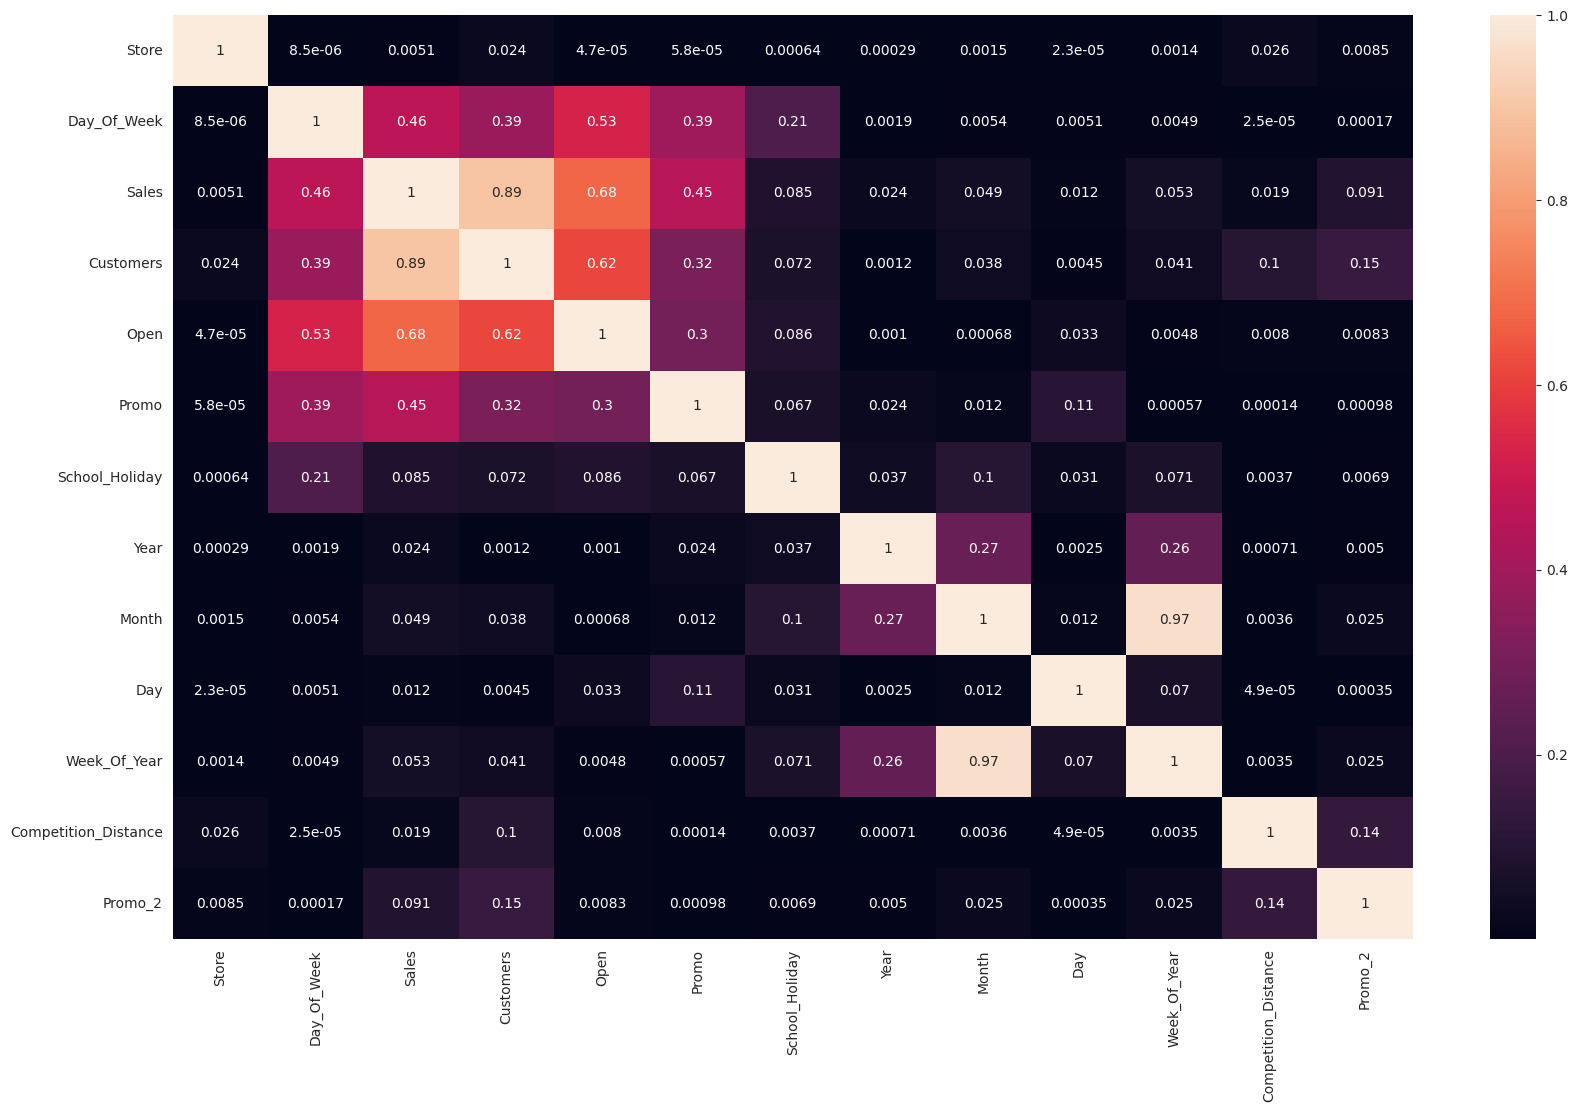 Store 1 8.5e-06 0.0051 0.024 4.7e-05 5.8e-05 0.00064 0.00029 0.0015 2.3e-05 0.0014 0.026 0.0085
Day_Of_Week 8.5e-06 1 0.46 0.39 0.53 0.39 0.21 0.0019 0.0054 0.0051 0.0049 2.5e-05 0.00017
Sales 0.0051 0.46 1 0.89 0.68 0.45 0.085 0.024 0.049 0.012 0.053 0.019 0.091
Customers 0.024 0.39 0.89 1 0.62 0.32 0.072 0.0012 0.038 0.0045 0.041 0.1 0.15
Open 4.7e-05 0.53 0.68 0.62 1 0.3 0.086 0.001 0.00068 0.033 0.0048 0.008 0.0083
Promo 5.8e-05 0.39 0.45 0.32 0.3 1 0.067 0.024 0.012 0.11 0.00057 0.00014 0.00098
School_Holiday 0.00064 0.21 0.085 0.072 0.086 0.067 1 0.037 0.1 0.031 0.071 0.0037 0.0069
Year 0.00029 0.0019 0.024 0.0012 0.001 0.024 0.037 1 0.27 0.0025 0.26 0.00071 0.005
Month 0.0015 0.0054 0.049 0.038 0.00068 0.012 0.1 0.27 1 0.012 0.97 0.0036 0.025
Day 2.3e-05 0.0051 0.012 0.0045 0.033 0.11 0.031 0.0025 0.012 1 0.07 4.9e-05 0.00035
Week_Of_Year 0.0014 0.0049 0.053 0.041 0.0048 0.00057 0.071 0.26 0.97 0.07 1 0.0035 0.025
Competition_Distance 0.026 2.5e-05 0.019 0.1 0.008 0.00014 0.0037 0.00071 0.0036 4.9e-05 0.0035 1 0.14
Promo_2 0.0085 0.00017 0.091 0.15 0.0083 0.00098 0.0069 0.005 0.025 0.00035 0.025 0.14 1
Store Day_Of_Week Sales Customers Open Promo School_Holiday Year Month Day Week_Of_Year Competition_Distance Promo_2
1.0
0.8
0.6
0.4
0.2